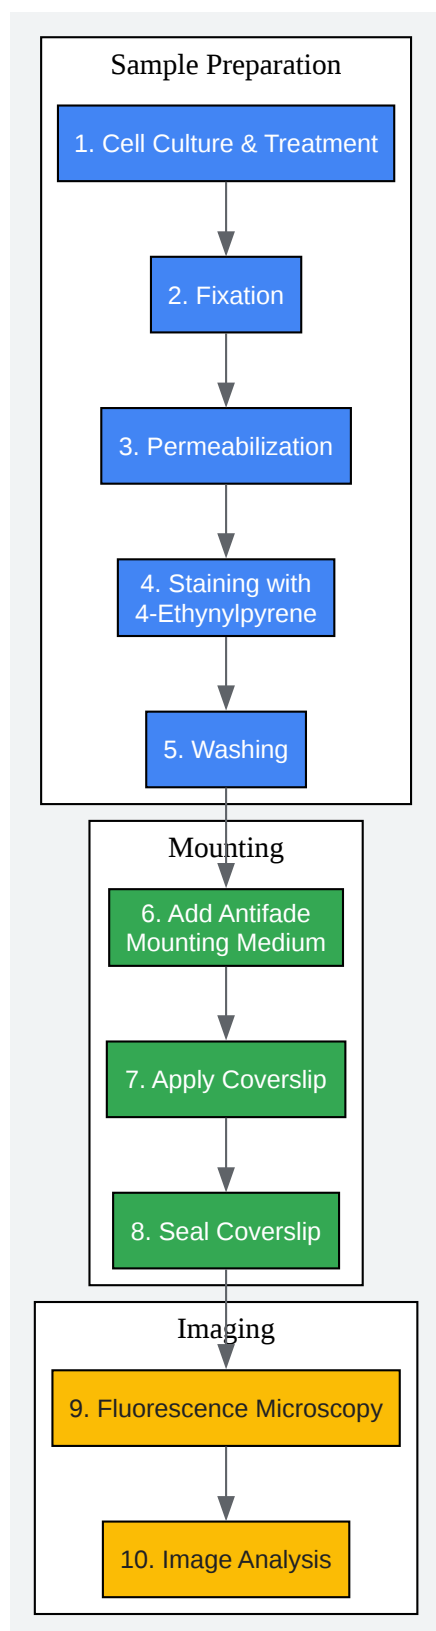 Sample Preparation
1. Cell Culture & Treatment
2. Fixation
3. Permeabilization
4. Staining with
4-Ethynylpyrene
5. Washing
Mounting
6. Add Antifade
Mounting Medium
7. Apply Coverslip
8. Seal Coverslip
Imaging
9. Fluorescence Microscopy
10. Image Analysis